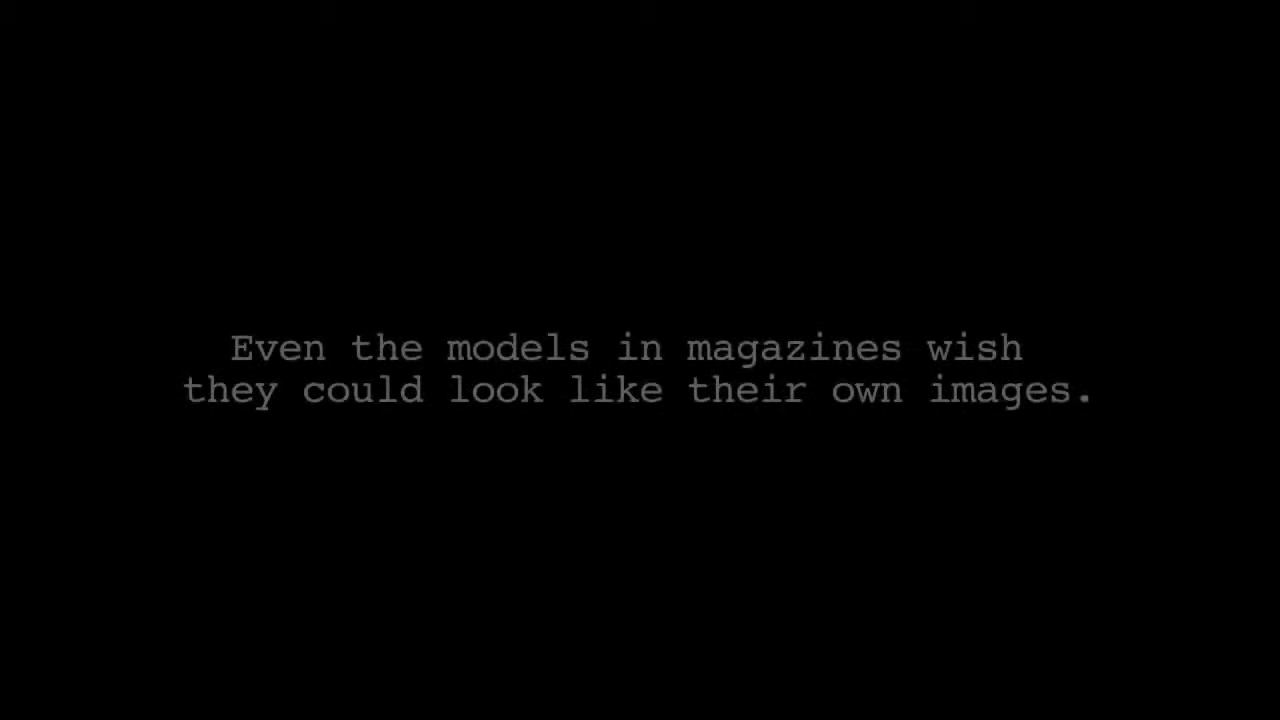 Even the models in magazines wish
they could look like their own images.